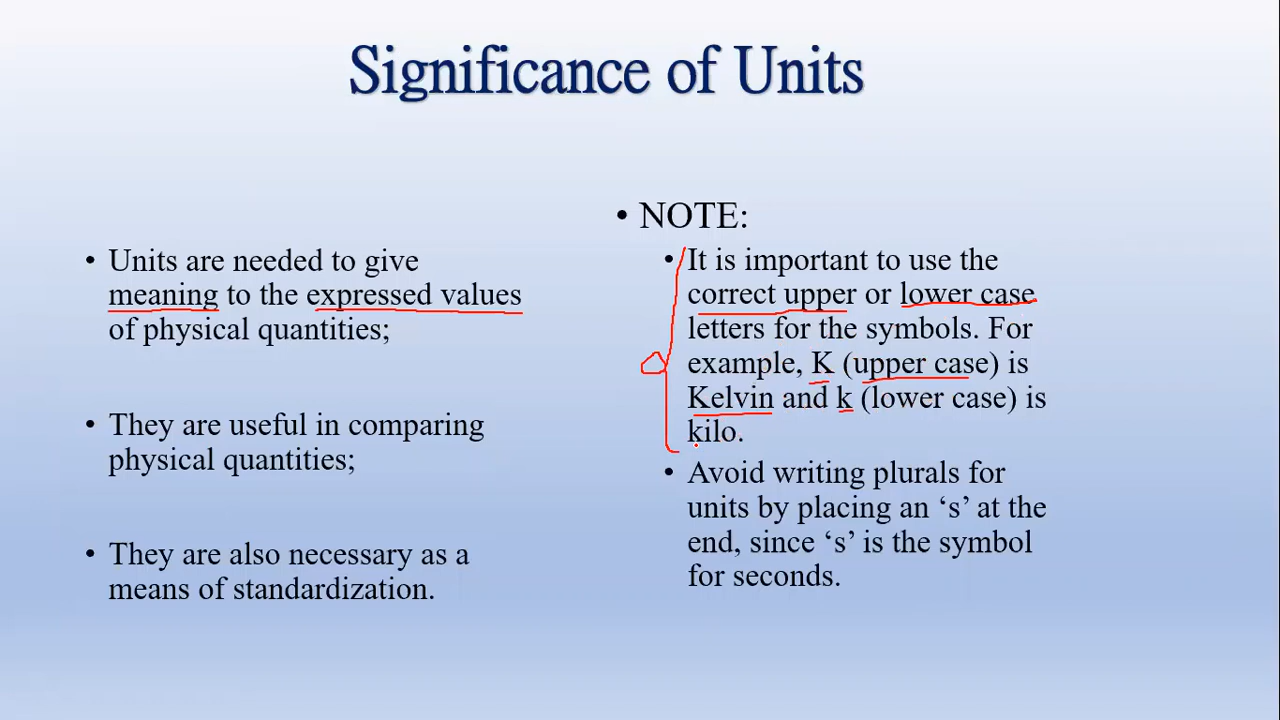 Significance of Units
• Units are needed to give
meaning to the expressed values
of physical quantities;
• They are useful in comparing
physical quantities;
• They are also necessary as a
means of standardization.
• NOTE:
• It is important to use the
correct upper or lower case
letters for the symbols. For
example, K (upper case) is
Kelvin and k (lower case) is
kilo.
• Avoid writing plurals for
units by placing an ‘s’ at the
end, since ‘s’ is the symbol
for seconds.